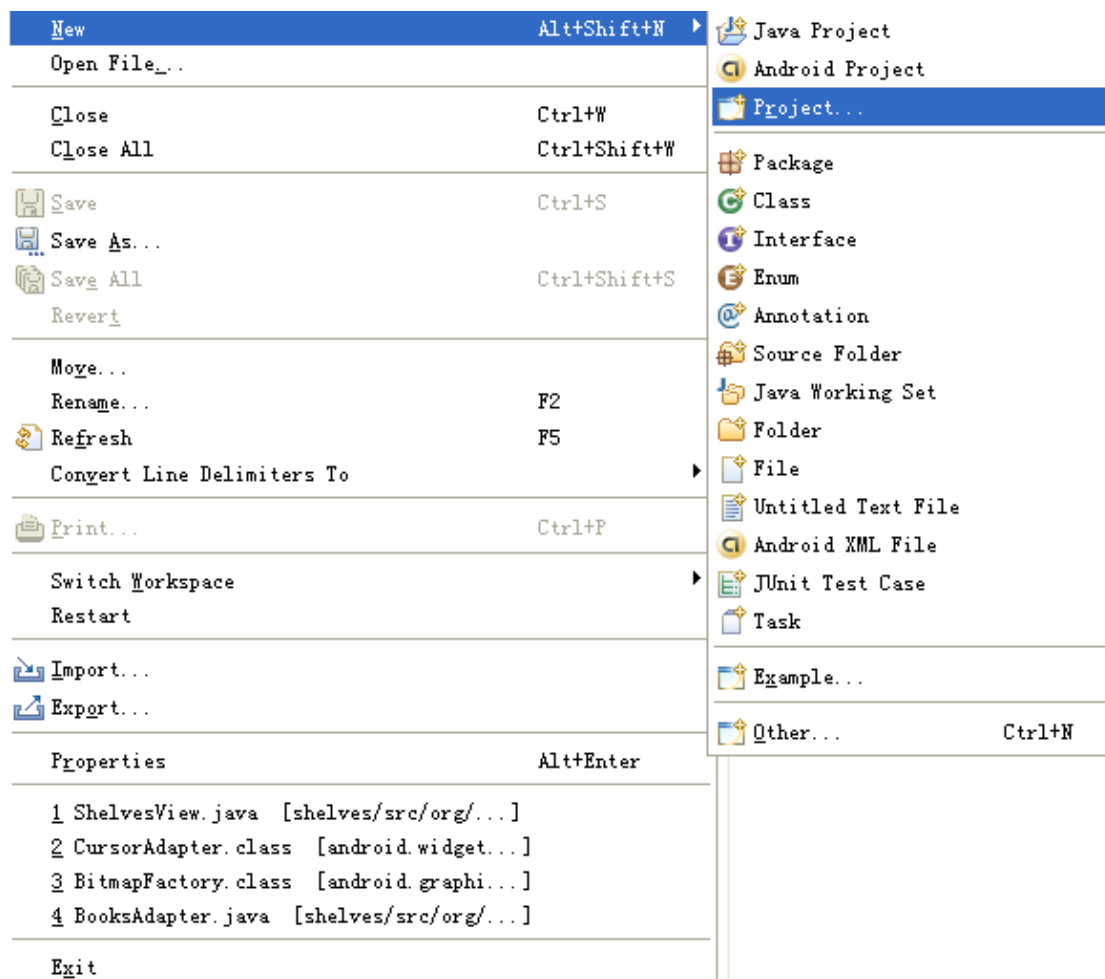 New Alt+Shift+N
Open File...
Close Ctrl+W
Close All Ctrl+Shift+W
Save Ctrl+S
Save As...
Save All Ctrl+Shift+S
Revert
Move...
Rename... F2
Refresh F5
Convert Line Delimiters To
Print... Ctrl+P
Switch Workspace
Restart
Import...
Export...
Properties Alt+Enter
1 ShelvesView.java [shelves/src/org/...]
2 CursorAdapter.class [android.widget...]
3 BitmapFactory.class [android.graphi...]
4 BooksAdapter.java [shelves/src/org/...]
Exit
Java Project
Android Project
Project...
Package
Class
Interface
Enum
Annotation
Source Folder
Java Working Set
Folder
File
Untitled Text File
Android XML File
JUnit Test Case
Task
Example...
Other... Ctrl+N